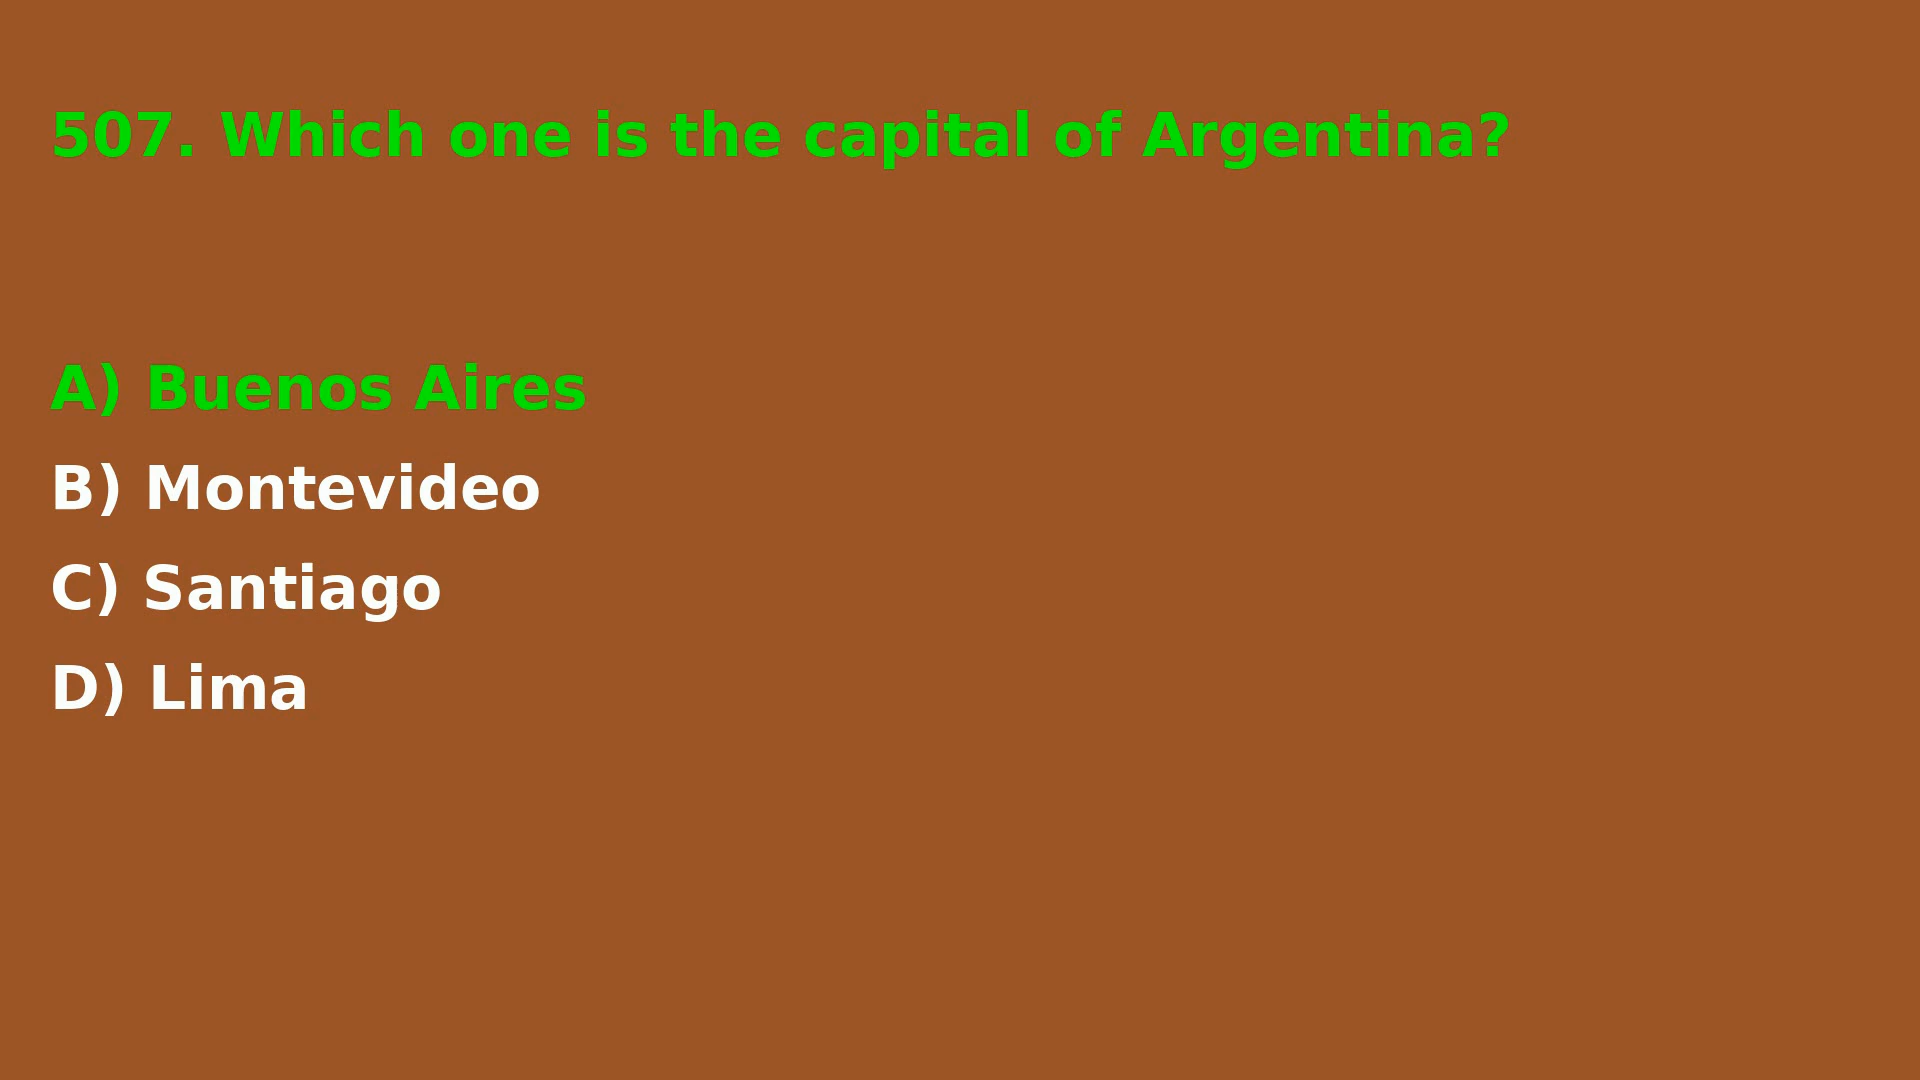 507. Which one is the capital of Argentina?
A) Buenos Aires
B) Montevideo
C) Santiago
D) Lima